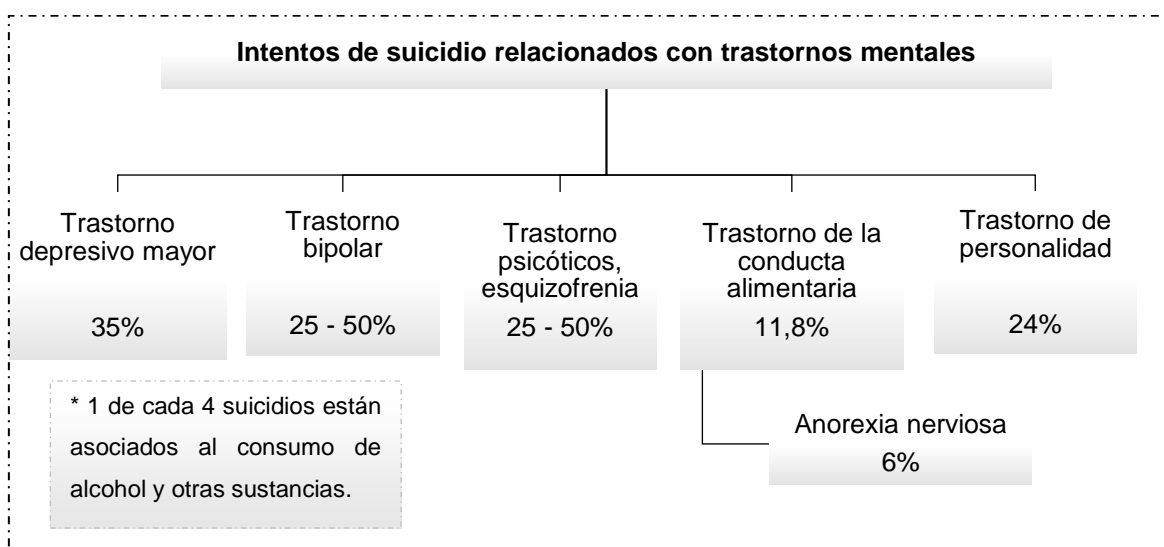 Intentos de suicidio relacionados con trastornos mentales
Trastorno
depresivo mayor
35%
Trastorno
bipolar
25 - 50%
Trastorno
psicóticos,
esquizofrenia
25 - 50%
Trastorno de la
conducta
alimentaria
11,8%
Trastorno de
personalidad
24%
Anorexia nerviosa
6%
* 1 de cada 4 suicidios están
asociados al consumo de
alcohol y otras sustancias.